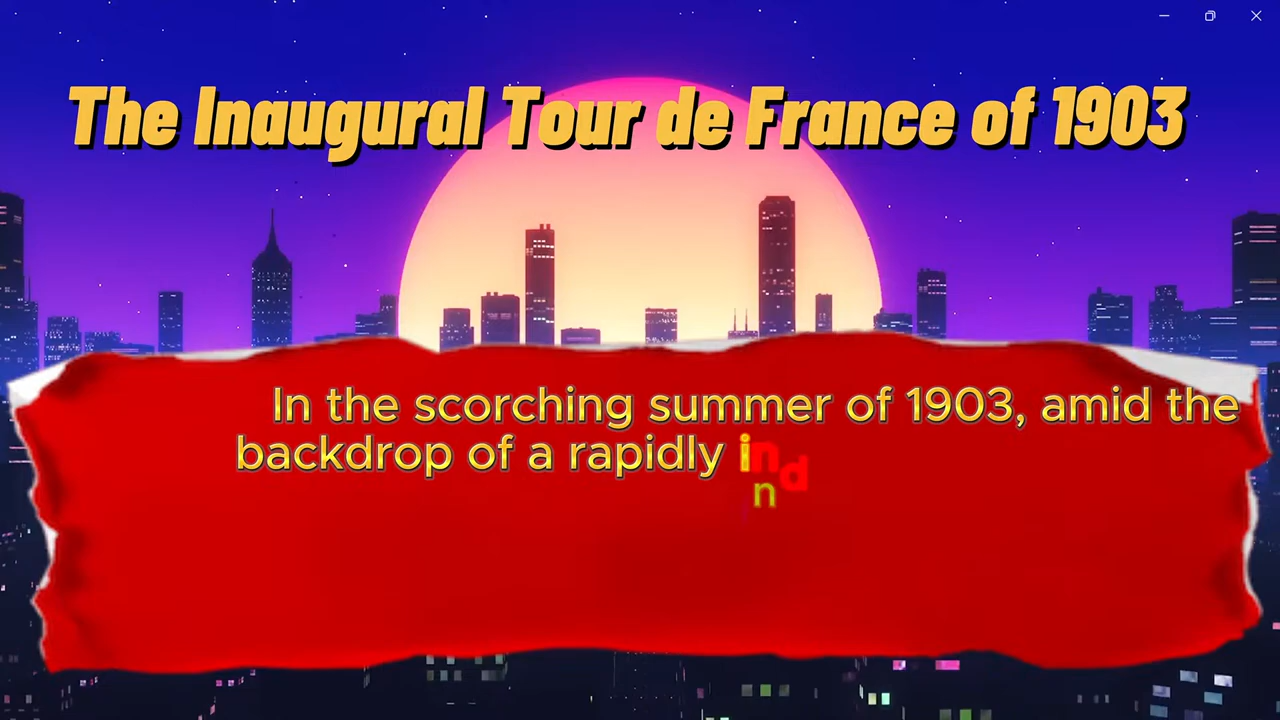 The Inaugural Tour de France of 1903
In the scorching summer of 1903, amid the
backdrop of a rapidly